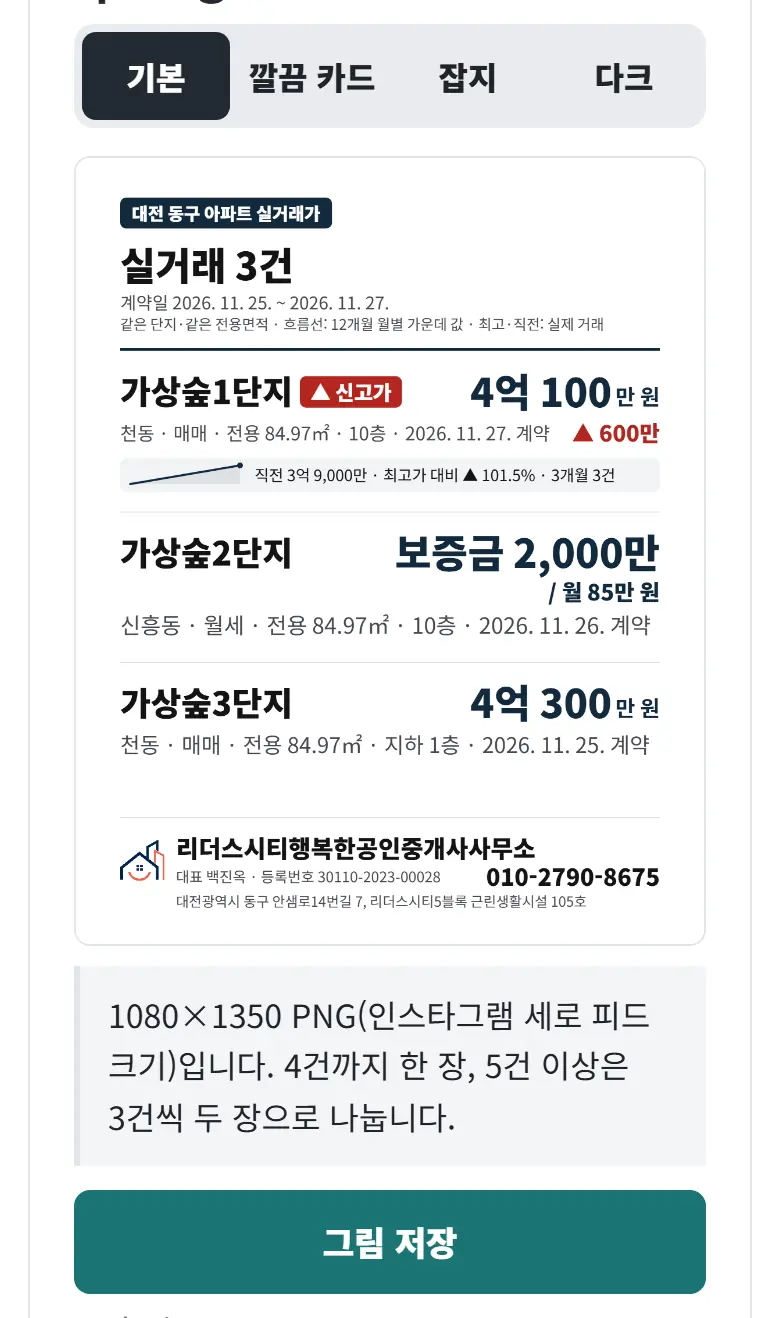 기본 깔끔 카드 잡지 다크
대전 동구 아파트 실거래가
실거래 3건
계약일 2026. 11. 25. ~ 2026. 11. 27.
같은 단지·같은 전용면적 · 흐름선: 12개월 월별 가운데 값 · 최고·직전: 실제 거래
가상숲1단지 ▲ 신고가 4억 100만 원
천동 · 매매 · 전용 84.97㎡ · 10층 · 2026. 11. 27. 계약 ▲ 600만
직전 3억 9,000만 · 최고가 대비 ▲ 101.5% · 3개월 3건
가상숲2단지 보증금 2,000만
/ 월 85만 원
신흥동 · 월세 · 전용 84.97㎡ · 10층 · 2026. 11. 26. 계약
가상숲3단지 4억 300만 원
천동 · 매매 · 전용 84.97㎡ · 지하 1층 · 2026. 11. 25. 계약
리더스시티행복한공인중개사사무소
대표 백진옥 · 등록번호 30110-2023-00028 010-2790-8675
대전광역시 동구 안샘로14번길 7, 리더스시티5블록 근린생활시설 105호
1080×1350 PNG(인스타그램 세로 피드
크기)입니다. 4건까지 한 장, 5건 이상은
3건씩 두 장으로 나눕니다.
그림 저장